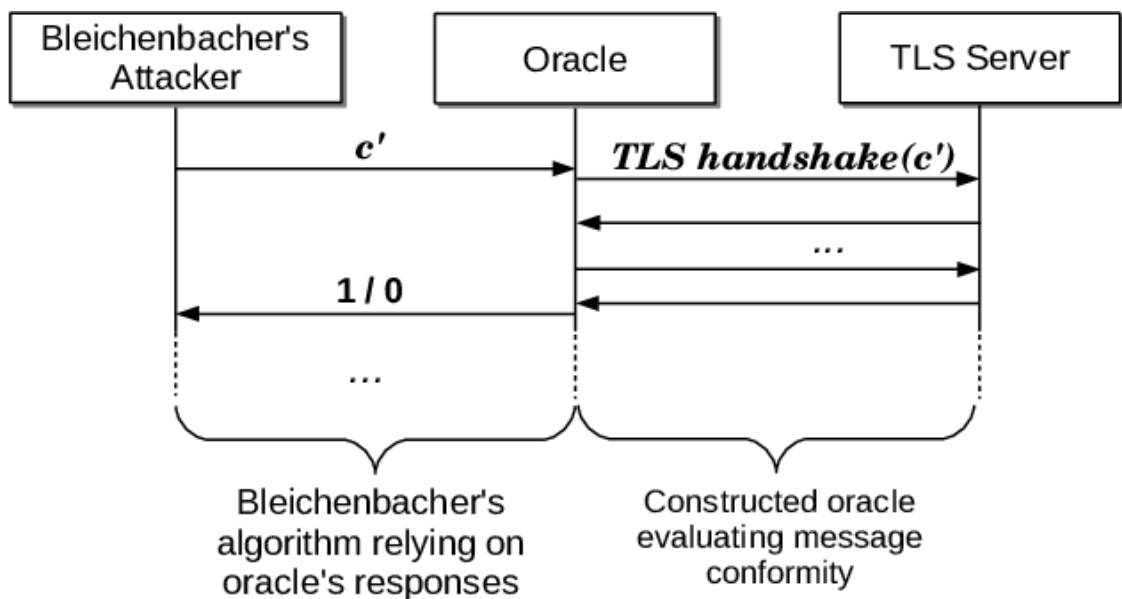 Bleichenbacher's
Attacker
Oracle
TLS Server
c'
TLS handshake(c')
...
1 / 0
...
Bleichenbacher's
algorithm relying on
oracle's responses
Constructed oracle
evaluating message
conformity